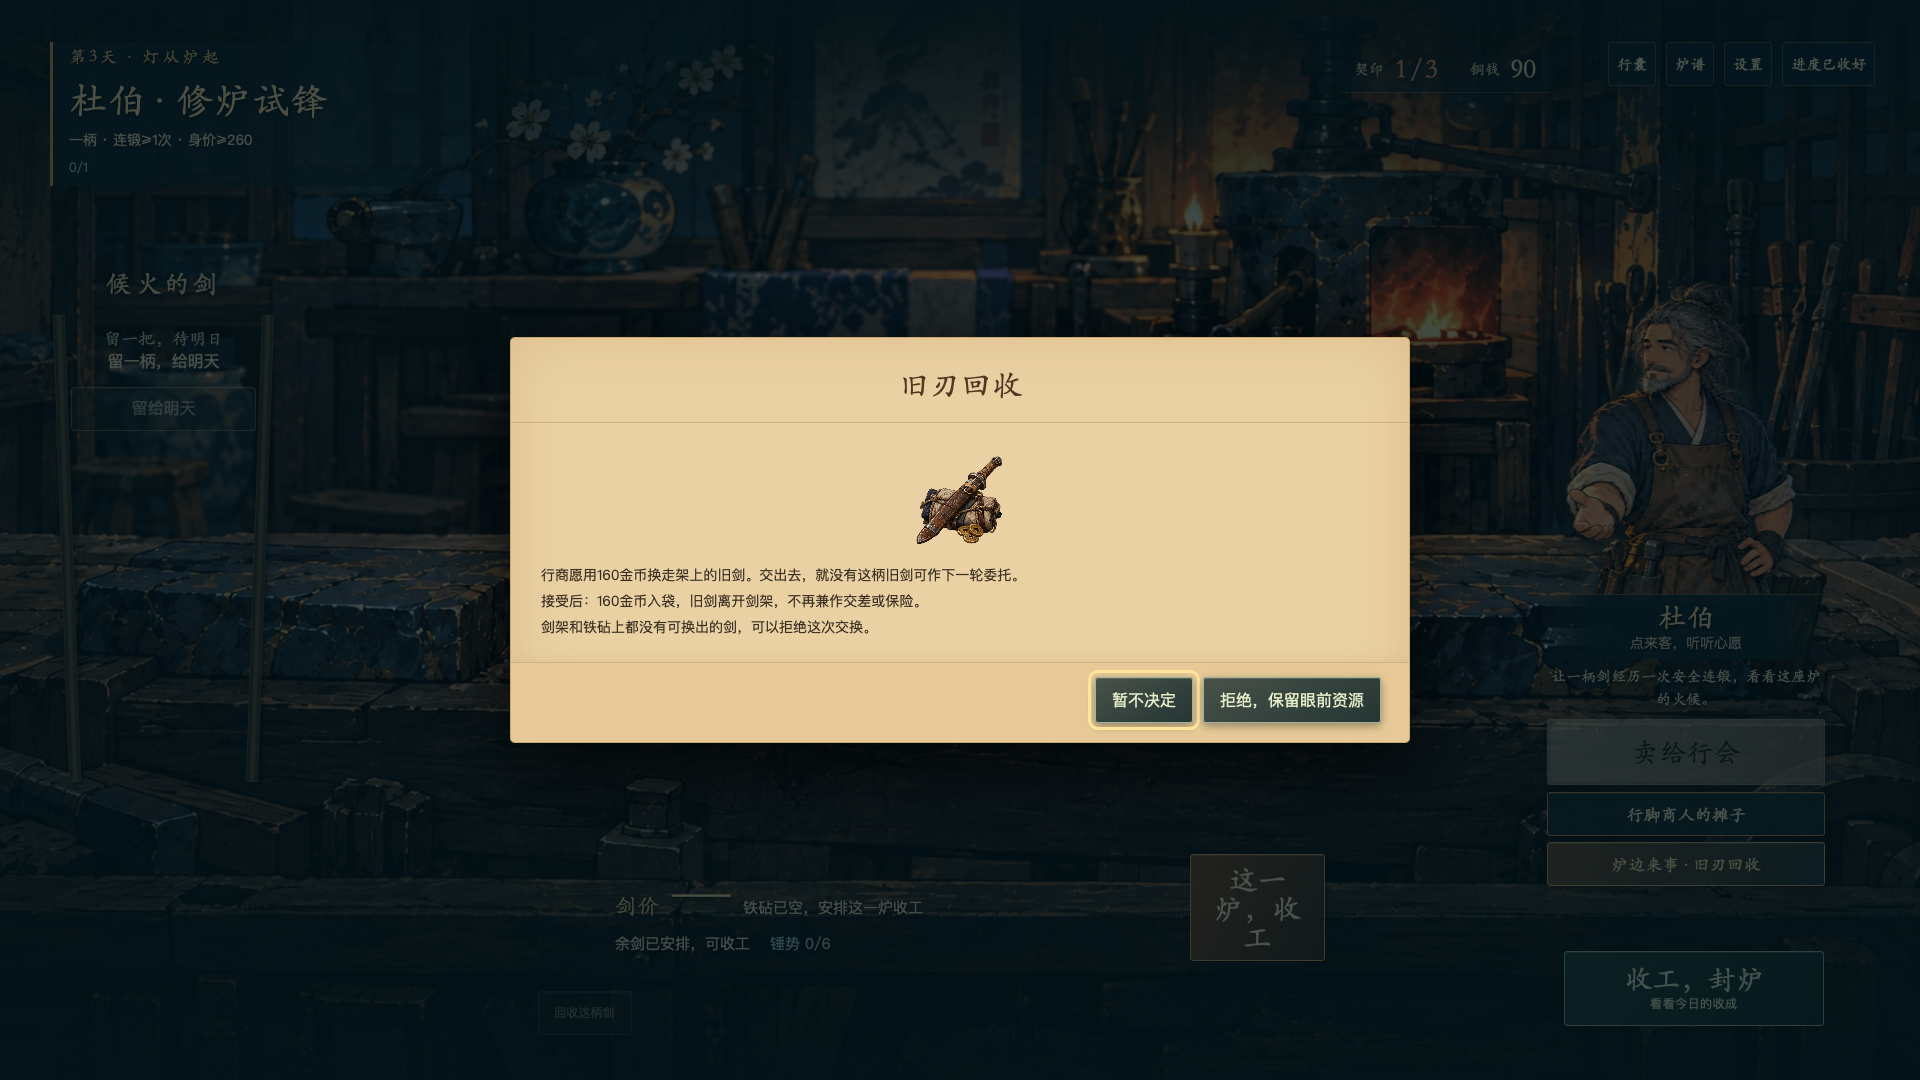 第3天 · 灯从炉起
杜伯 · 修炉试锋
一柄 · 连锻≥1次 · 身价≥260
0/1
契印 1/3 铜钱 90
行囊
炉谱
设置
进度已收好
候火的剑
留一把，待明日
留一柄，给明天
留给明天
旧刃回收
行商愿用160金币换走架上的旧剑。交出去，就没有这柄旧剑可作下一轮委托。
接受后：160金币入袋，旧剑离开剑架，不再兼作交差或保险。
剑架和铁砧上都没有可换出的剑，可以拒绝这次交换。
暂不决定
拒绝，保留眼前资源
杜伯
点来客，听听心愿
让一柄剑经历一次安全连锻，看看这座炉
的火候。
卖给行会
行脚商人的摊子
炉边来事 · 旧刃回收
剑价
铁砧已空，安排这一炉收工
余剑已安排，可收工 锤势 0/6
这一
炉，收
工
回收这柄剑
收工，封炉
看看今日的收成